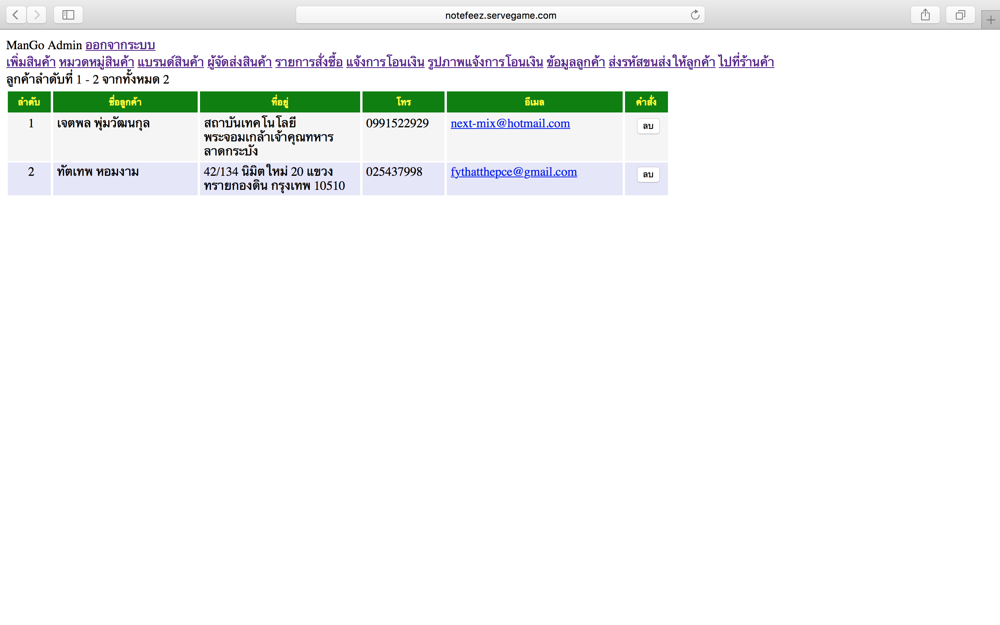 notefeez.servegame.com
ManGo Admin ออกจากระบบ
เพิ่มสินค้า หมวดหมู่สินค้า แบรนด์สินค้า ผู้จัดส่งสินค้า รายการสั่งซื้อ แจ้งการโอนเงิน รูปภาพแจ้งการโอนเงิน ข้อมูลลูกค้า ส่งรหัสขนส่งให้ลูกค้า ไปที่ร้านค้า
ลูกค้าลำดับที่ 1 - 2 จากทั้งหมด 2
ลำดับ ชื่อลูกค้า ที่อยู่ โทร อีเมล คำสั่ง
1 เจตพล พุ่มวัฒนกุล สถาบันเทคโนโลยี 0991522929 next-mix@hotmail.com ลบ
พระจอมเกล้าเจ้าคุณทหาร
ลาดกระบัง
2 ทัตเทพ หอมงาม 42/134 นิมิตใหม่ 20 แขวง 025437998 fythatthepce@gmail.com ลบ
ทรายกองดิน กรุงเทพ 10510